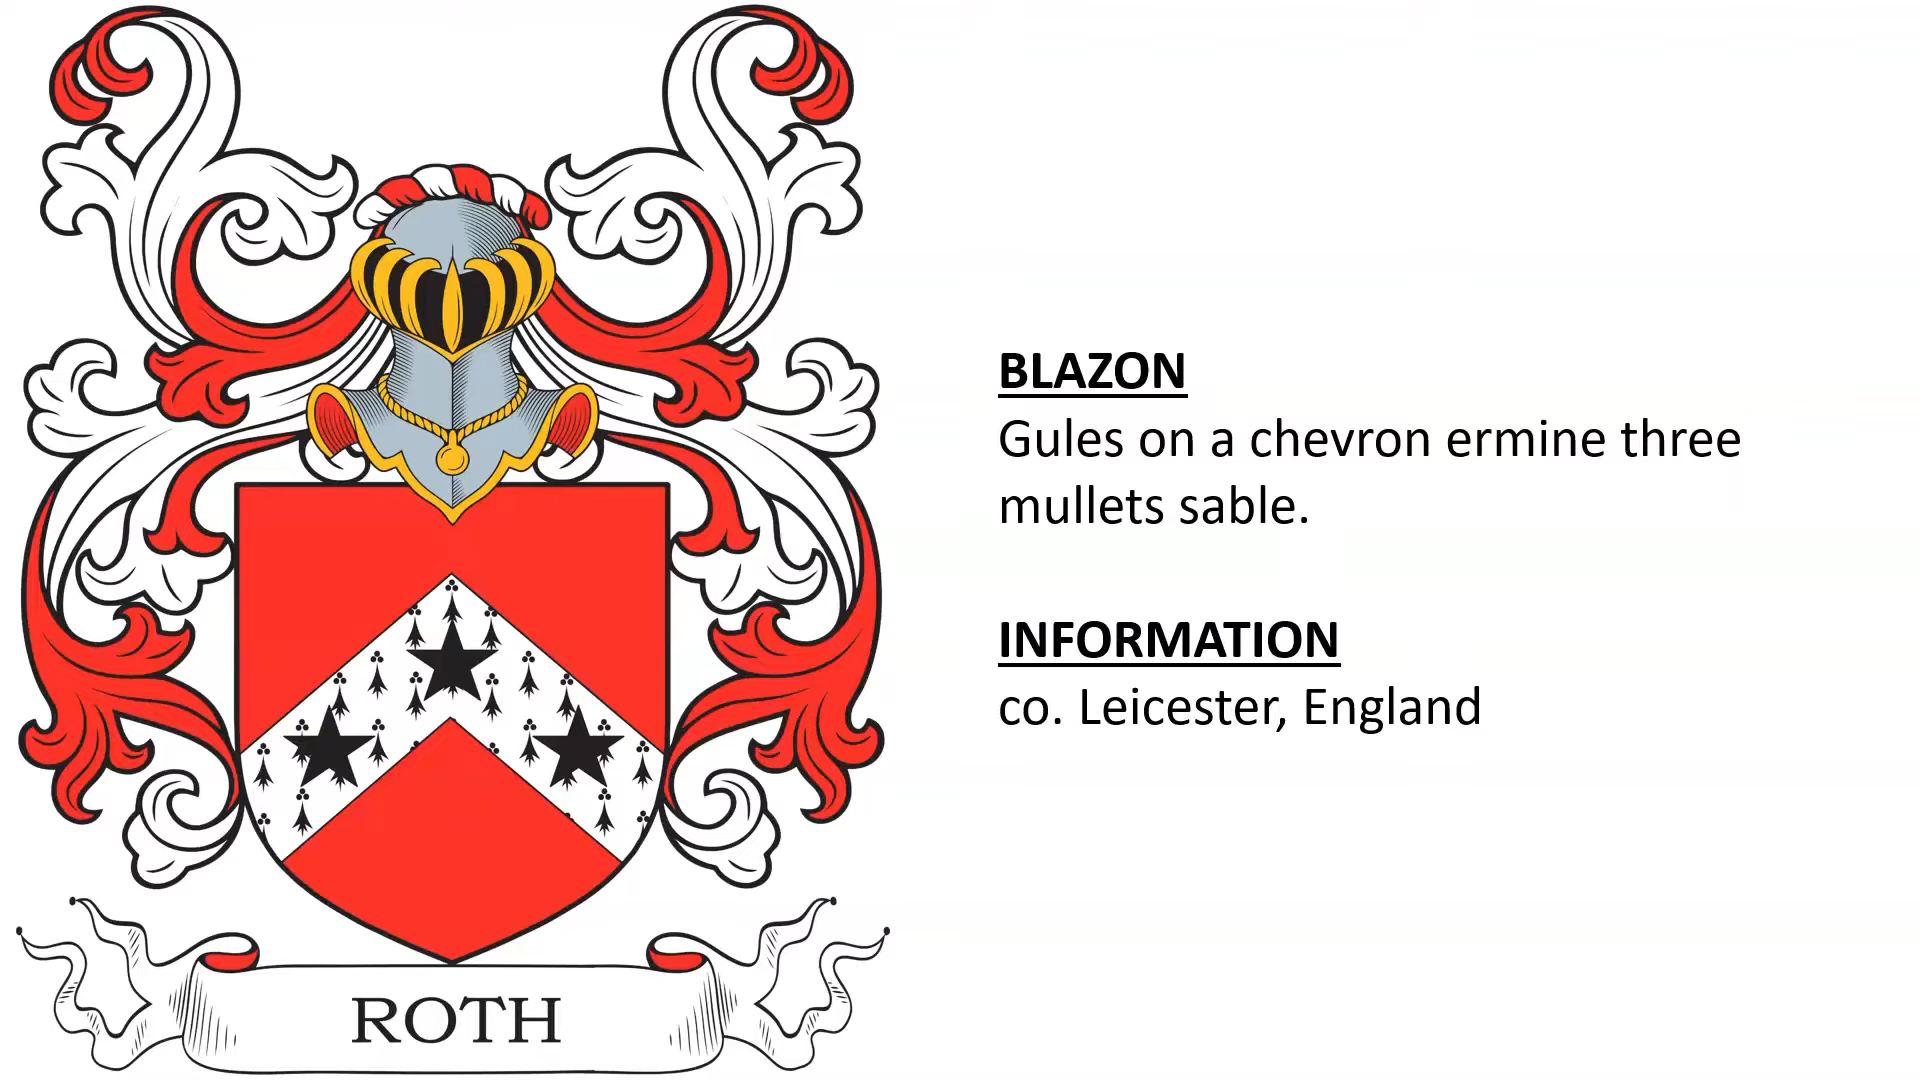 BLAZON
Gules on a chevron ermine three
mullets sable.
INFORMATION
co. Leicester, England
ROTH